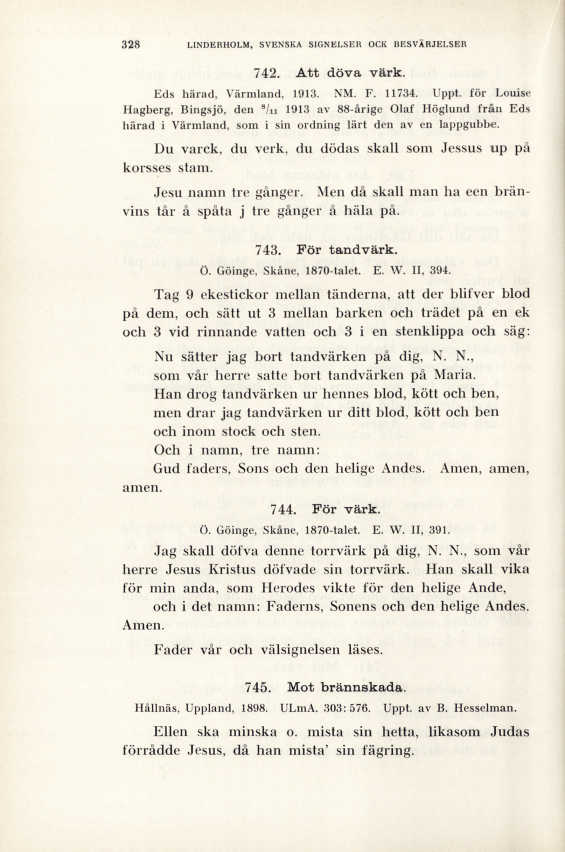 328 LINDERHOLM, SVENSKA SIGNELSER OCK BESVÄRJELSER
742. Att döva värk.
Eds härad, Värmland, 1913. NM. F. 11734. Uppt. för Louise
Hagberg, Bingsjö, den ⁸/₁₁ 1913 av 88-årige Olaf Höglund från Eds
härad i Värmland, som i sin ordning lärt den av en lappgubbe.
Du varck, du verk, du dödas skall som Jessus up på
korsses stam.
Jesu namn tre gånger. Men då skall man ha een brän-
vins tår å spåta j tre gånger å häla på.
743. För tandvärk.
Ö. Göinge, Skåne, 1870-talet. E. W. II, 394.
Tag 9 ekestickor mellan tänderna, att der blifver blod
på dem, och sätt ut 3 mellan barken och trädet på en ek
och 3 vid rinnande vatten och 3 i en stenklippa och säg:
Nu sätter jag bort tandvärken på dig, N. N.,
som vår herre satte bort tandvärken på Maria.
Han drog tandvärken ur hennes blod, kött och ben,
men drar jag tandvärken ur ditt blod, kött och ben
och inom stock och sten.
Och i namn, tre namn:
Gud faders, Sons och den helige Andes. Amen, amen,
amen.
744. För värk.
Ö. Göinge, Skåne, 1870-talet. E. W. II, 391.
Jag skall döfva denne torrvärk på dig, N. N., som vår
herre Jesus Kristus döfvade sin torrvärk. Han skall vika
för min anda, som Herodes vikte för den helige Ande,
och i det namn: Faderns, Sonens och den helige Andes.
Amen.
Fader vår och välsignelsen läses.
745. Mot brännskada.
Hållnäs, Uppland, 1898. ULmA. 303: 576. Uppt. av B. Hesselman.
Ellen ska minska o. mista sin hetta, likasom Judas
förrådde Jesus, då han mista' sin fägring.